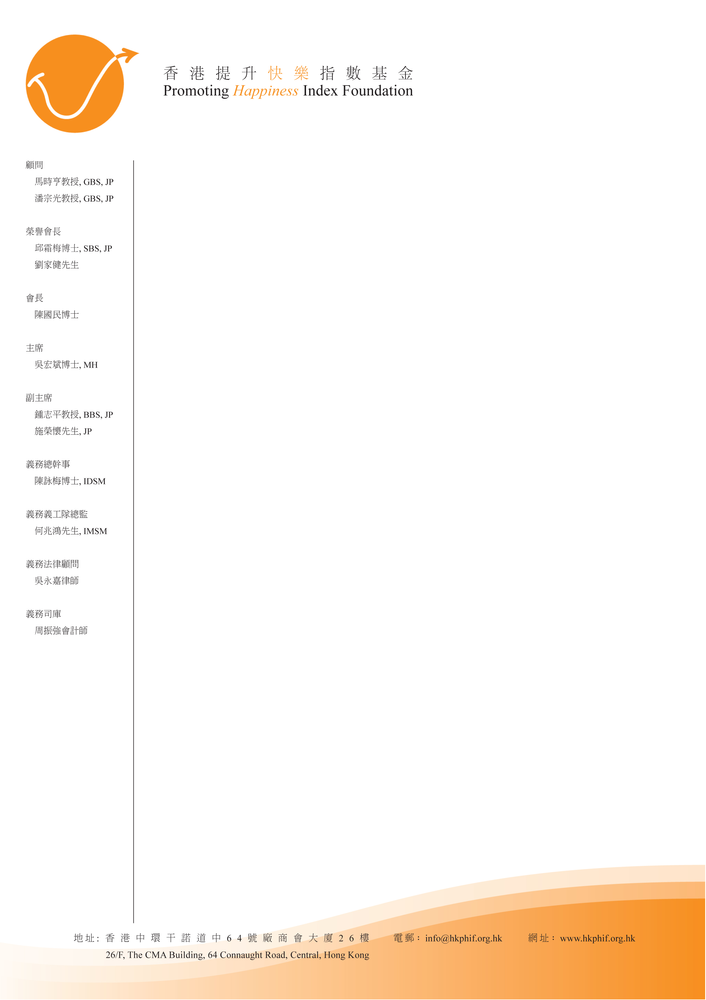 香港提升快樂指數基金
Promoting Happiness Index Foundation
顧問
馬時亨教授, GBS, JP
潘宗光教授, GBS, JP
榮譽會長
邱霜梅博士, SBS, JP
劉家健先生
會長
陳國民博士
主席
吳宏斌博士, MH
副主席
鍾志平教授, BBS, JP
施榮懷先生, JP
義務總幹事
陳詠梅博士, IDSM
義務義工隊總監
何兆鴻先生, IMSM
義務法律顧問
吳永嘉律師
義務司庫
周振強會計師
地址: 香港中環干諾道中64號廠商會大廈26樓 電郵：info@hkphif.org.hk 網址：www.hkphif.org.hk
26/F, The CMA Building, 64 Connaught Road, Central, Hong Kong